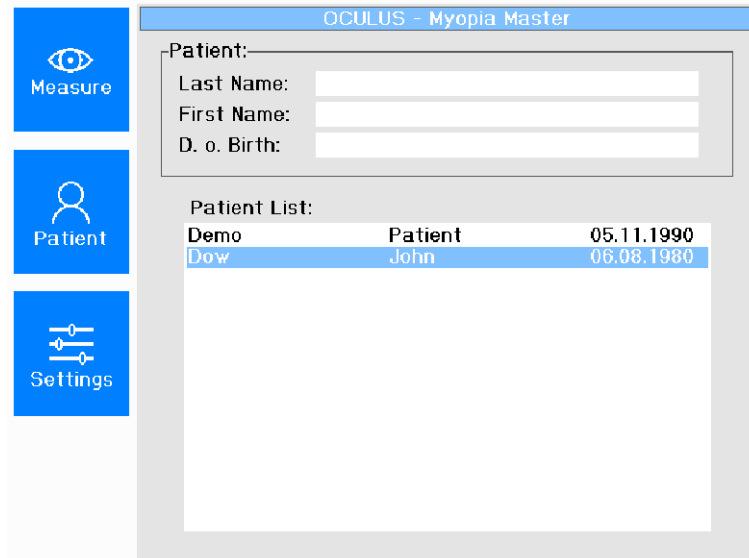 OCULUS - Myopia Master
Measure
Patient
Settings
Patient:
Last Name:
First Name:
D. o. Birth:
Patient List:
Demo Patient 05.11.1990
Dow John 06.08.1980